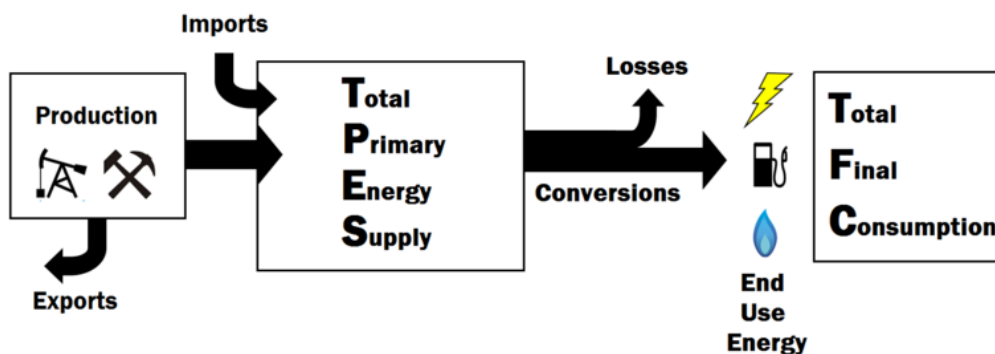 Imports
Production
Exports
Total
Primary
Energy
Supply
Losses
Conversions
End
Use
Energy
Total
Final
Consumption